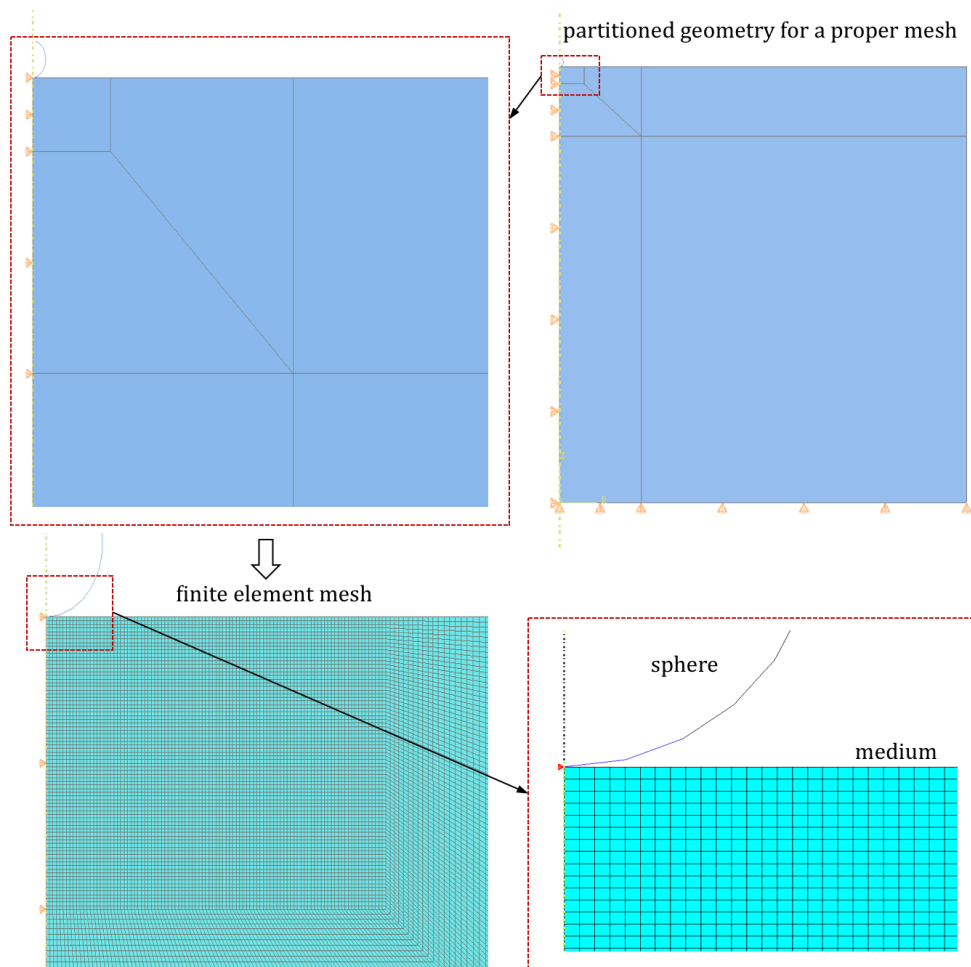 partitioned geometry for a proper mesh
finite element mesh
sphere
medium